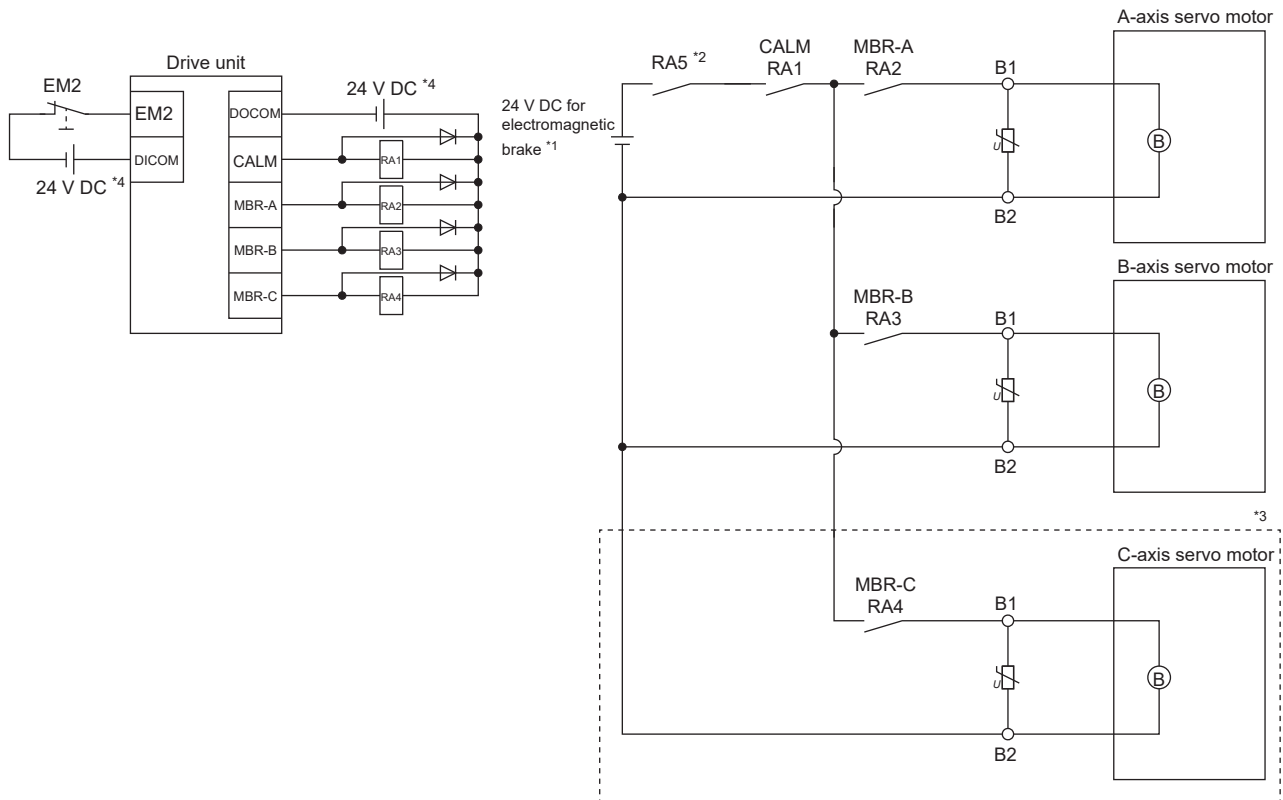 Drive unit
EM2
EM2
DICOM
24 V DC *4
DOCOM
CALM
MBR-A
MBR-B
MBR-C
24 V DC *4
RA1
RA2
RA3
RA4
24 V DC for
electromagnetic
brake *1
RA5 *2
CALM
RA1
MBR-A
RA2
B1
U
B2
A-axis servo motor
B
MBR-B
RA3
B1
U
B2
B-axis servo motor
B
*3
MBR-C
RA4
B1
U
B2
C-axis servo motor
B